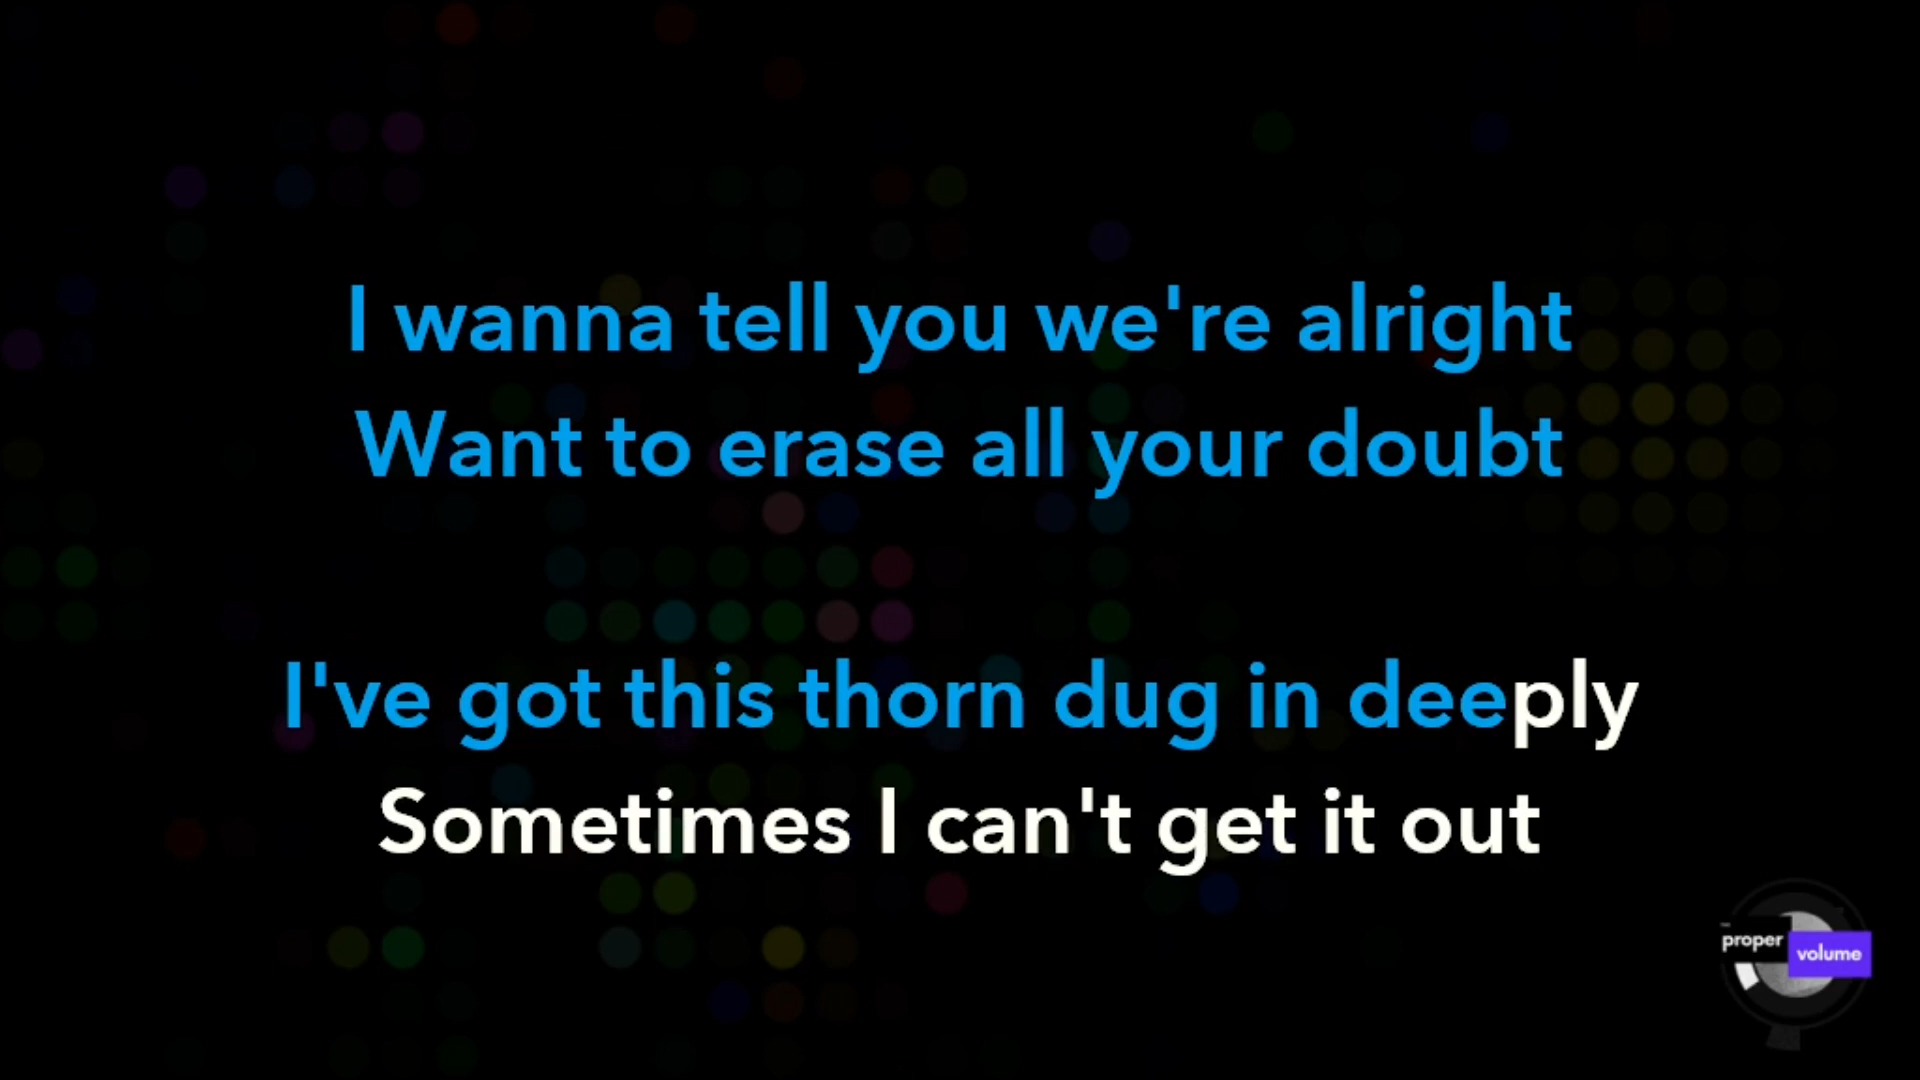 I wanna tell you we're alright
Want to erase all your doubt
I've got this thorn dug in deeply
Sometimes I can't get it out
proper
volume